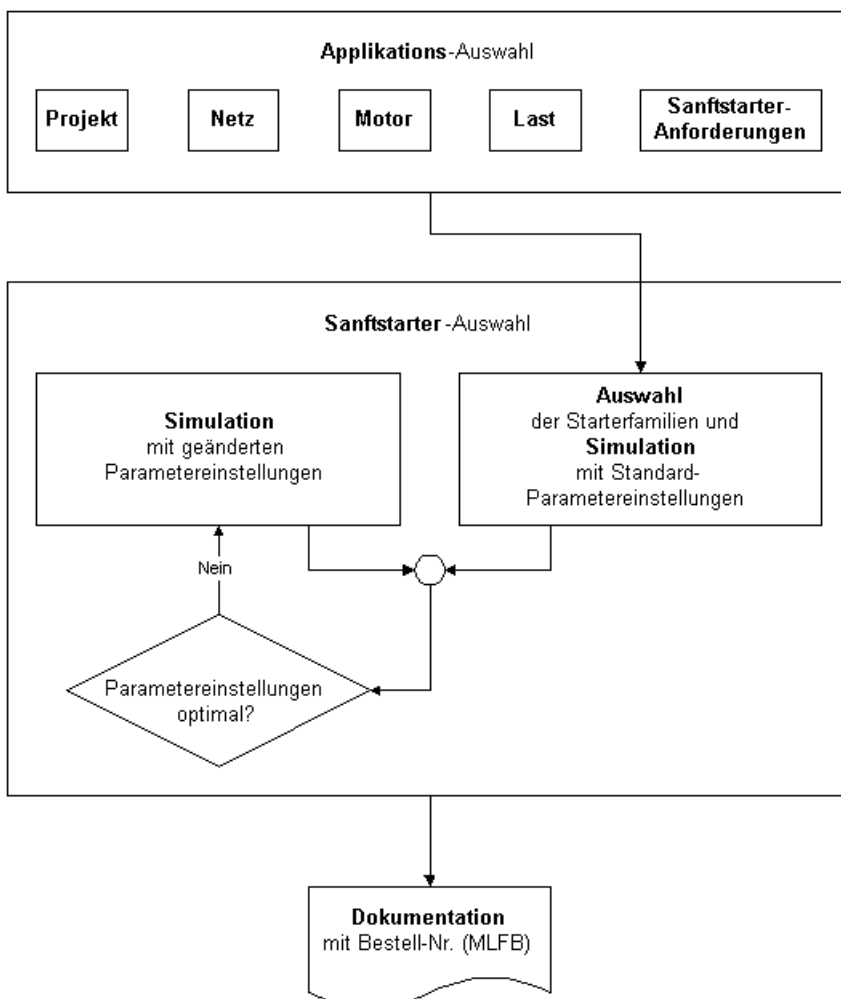 Applikations-Auswahl
Projekt
Netz
Motor
Last
Sanftstarter-
Anforderungen
Sanftstarter -Auswahl
Simulation
mit geänderten
Parametereinstellungen
Auswahl
der Starterfamilien und
Simulation
mit Standard-
Parametereinstellungen
Nein
Parametereinstellungen
optimal?
Dokumentation
mit Bestell-Nr. (MLFB)